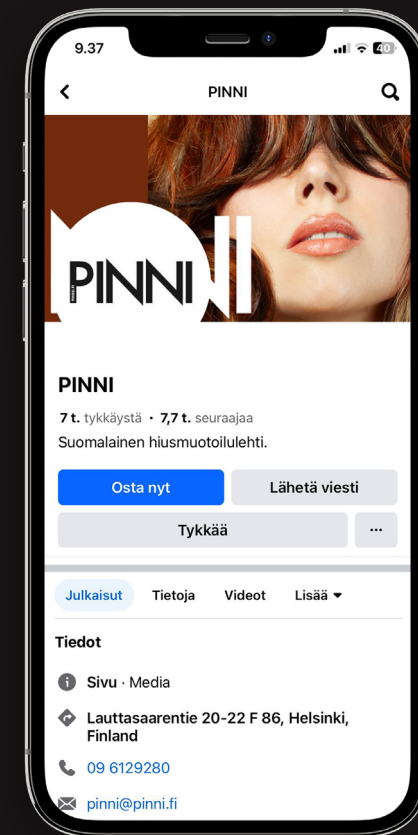 9.37
40
PINNI
PINNI
PINNI
7 t. tykkäystä · 7,7 t. seuraajaa
Suomalainen hiusmuotoilulehti.
Osta nyt
Lähetä viesti
Tykkää
...
Julkaisut
Tietoja
Videot
Lisää
Tiedot
Sivu · Media
Lauttasaarentie 20-22 F 86, Helsinki,
Finland
09 6129280
pinni@pinni.fi